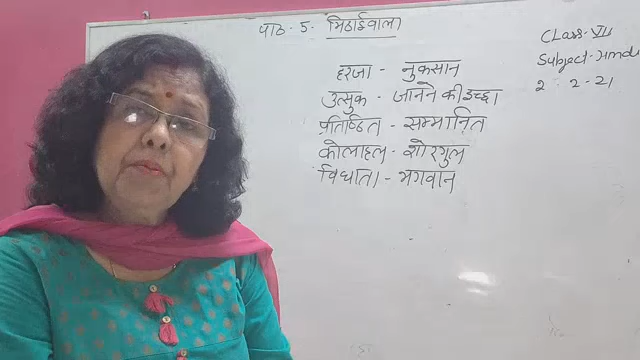 पाठ - 5 - मिठाईवाला
CLass - VII
Subject - Hindi
2 - 2 - 21
हरजा - नुकसान
उत्सुक - जानने की इच्छा
प्रतिष्ठित - सम्मानित
कोलाहल - शोरगुल
विधाता - भगवान